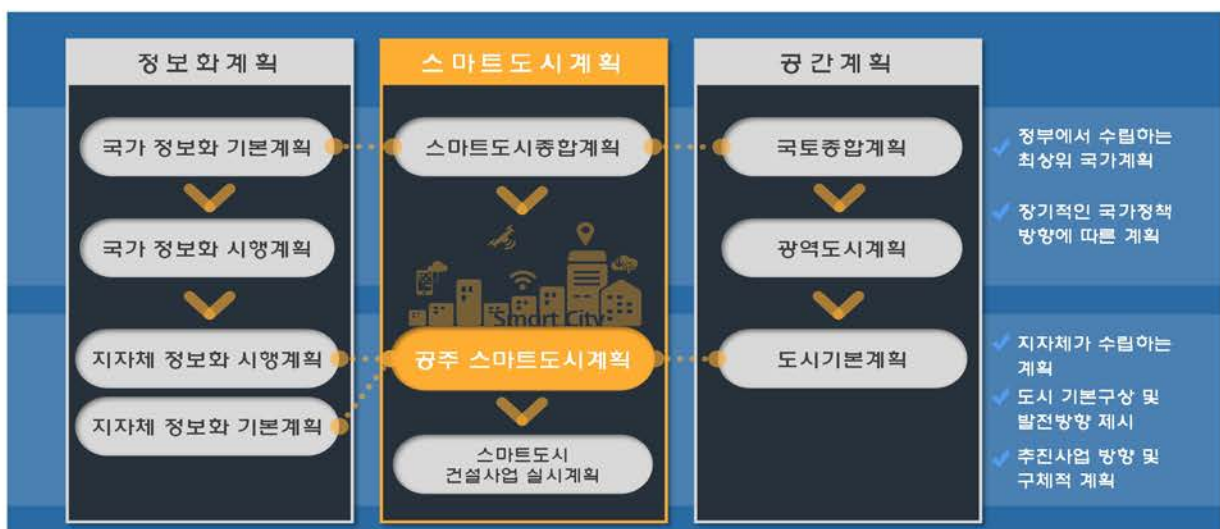 정보화계획
스마트도시계획
공간계획
국가 정보화 기본계획
스마트도시종합계획
국토종합계획
정부에서 수립하는
최상위 국가계획
국가 정보화 시행계획
광역도시계획
장기적인 국가정책
방향에 따른 계획
Smart City
지자체 정보화 시행계획
공주 스마트도시계획
도시기본계획
지자체가 수립하는
계획
지자체 정보화 기본계획
도시 기본구상 및
발전방향 제시
스마트도시
건설사업 실시계획
추진사업 방향 및
구체적 계획